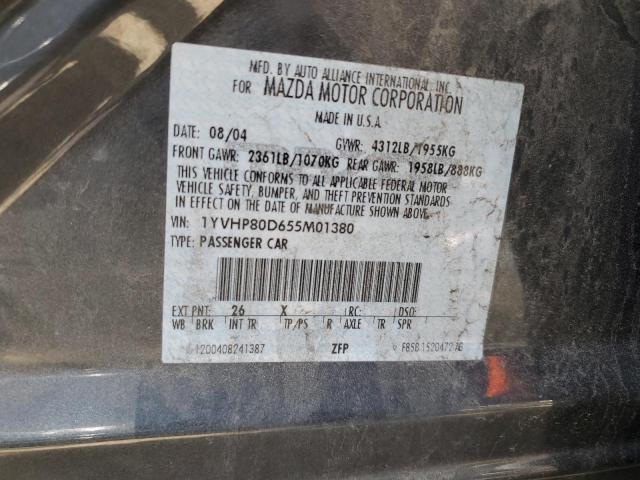 MFD. BY AUTO ALLIANCE INTERNATIONAL, INC.
FOR MAZDA MOTOR CORPORATION
MADE IN U.S.A.
DATE: 08/04 GVWR: 4312LB/1955KG
FRONT GAWR: 2361LB/1070KG REAR GAWR: 1958LB/888KG
THIS VEHICLE CONFORMS TO ALL APPLICABLE FEDERAL MOTOR
VEHICLE SAFETY, BUMPER, AND THEFT PREVENTION STANDARDS
IN EFFECT ON THE DATE OF MANUFACTURE SHOWN ABOVE.
VIN: 1YVHP80D655M01380
TYPE: PASSENGER CAR
EXT PNT: 26 X RC: DSO:
WB BRK INT TR TP/PS R AXLE TR SPR
1200408241387 ZFP